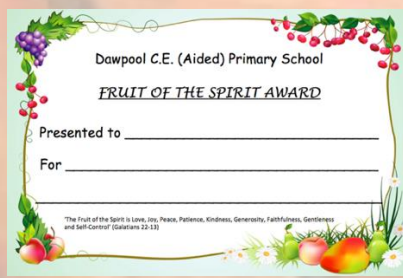 Dawpool C.E. (Aided) Primary School
FRUIT OF THE SPIRIT AWARD
Presented to
For
'The Fruit of the Spirit is Love, Joy, Peace, Patience, Kindness, Generosity, Faithfulness, Gentleness
and Self-Control' (Galatians 22-13)